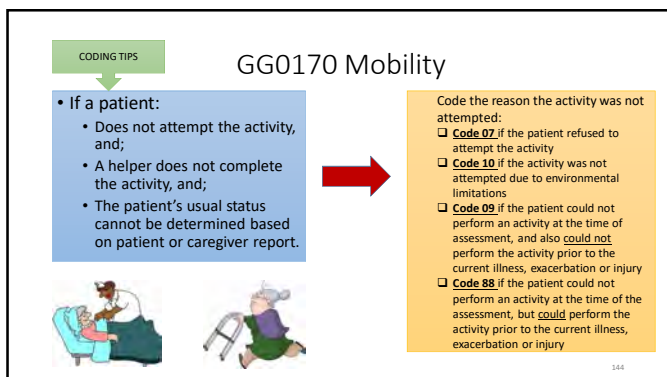 CODING TIPS
GG0170 Mobility
• If a patient:
• Does not attempt the activity,
and;
• A helper does not complete
the activity, and;
• The patient's usual status
cannot be determined based
on patient or caregiver report.
Code the reason the activity was not
attempted:
❑ Code 07 if the patient refused to
attempt the activity
❑ Code 10 if the activity was not
attempted due to environmental
limitations
❑ Code 09 if the patient could not
perform an activity at the time of
assessment, and also could not
perform the activity prior to the
current illness, exacerbation or injury
❑ Code 88 if the patient could not
perform an activity at the time of the
assessment, but could perform the
activity prior to the current illness,
exacerbation or injury
144